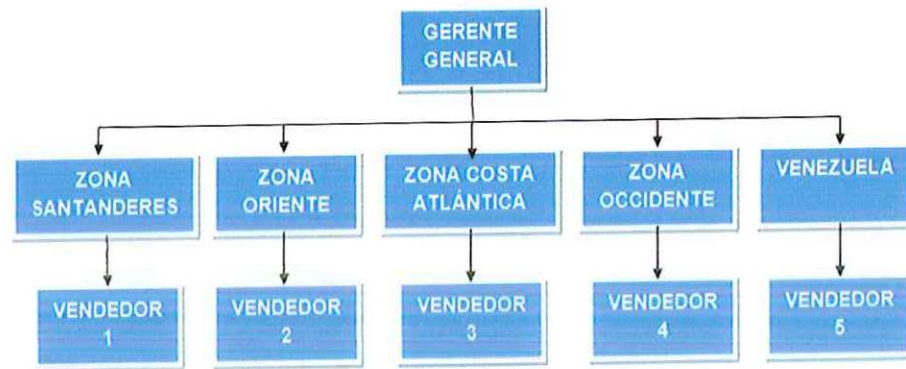 GERENTE
GENERAL
ZONA
SANTANDERES
ZONA
ORIENTE
ZONA COSTA
ATLÁNTICA
ZONA
OCCIDENTE
VENEZUELA
VENDEDOR
1
VENDEDOR
2
VENDEDOR
3
VENDEDOR
4
VENDEDOR
5